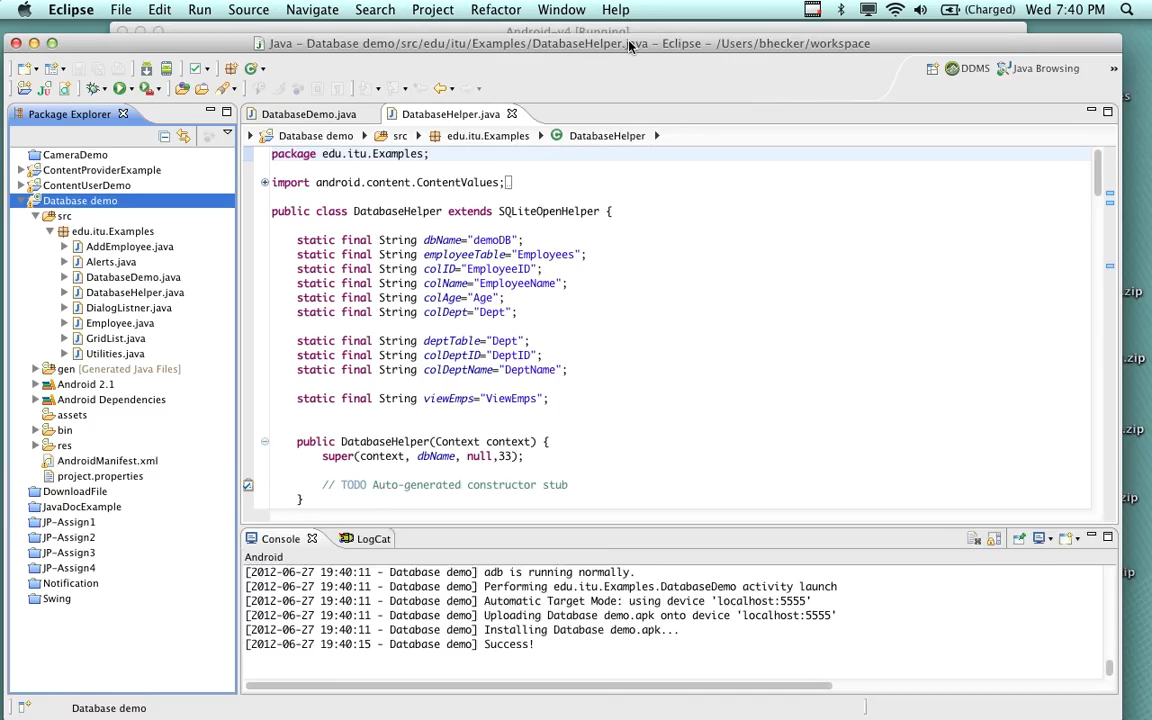 Eclipse File Edit Run Source Navigate Search Project Refactor Window Help (Charged) Wed 7:40 PM
Android-v4 [Running]
Java – Database demo/src/edu/itu/Examples/DatabaseHelper.java – Eclipse – /Users/bhecker/workspace
DDMS Java Browsing »
Package Explorer
DatabaseDemo.java DatabaseHelper.java
Database demo src edu.itu.Examples DatabaseHelper
CameraDemo
ContentProviderExample
ContentUserDemo
Database demo
src
edu.itu.Examples
AddEmployee.java
Alerts.java
DatabaseDemo.java
DatabaseHelper.java
DialogListner.java
Employee.java
GridList.java
Utilities.java
gen [Generated Java Files]
Android 2.1
Android Dependencies
assets
bin
res
AndroidManifest.xml
project.properties
DownloadFile
JavaDocExample
JP-Assign1
JP-Assign2
JP-Assign3
JP-Assign4
Notification
Swing
package edu.itu.Examples;
import android.content.ContentValues;
public class DatabaseHelper extends SQLiteOpenHelper {
static final String dbName="demoDB";
static final String employeeTable="Employees";
static final String colID="EmployeeID";
static final String colName="EmployeeName";
static final String colAge="Age";
static final String colDept="Dept";
static final String deptTable="Dept";
static final String colDeptID="DeptID";
static final String colDeptName="DeptName";
static final String viewEmps="ViewEmps";
public DatabaseHelper(Context context) {
super(context, dbName, null,33);
// TODO Auto-generated constructor stub
}
Console LogCat
Android
[2012-06-27 19:40:11 - Database demo] adb is running normally.
[2012-06-27 19:40:11 - Database demo] Performing edu.itu.Examples.DatabaseDemo activity launch
[2012-06-27 19:40:11 - Database demo] Automatic Target Mode: using device 'localhost:5555'
[2012-06-27 19:40:11 - Database demo] Uploading Database demo.apk onto device 'localhost:5555'
[2012-06-27 19:40:11 - Database demo] Installing Database demo.apk...
[2012-06-27 19:40:15 - Database demo] Success!
Database demo
.zip
.zip
.zip